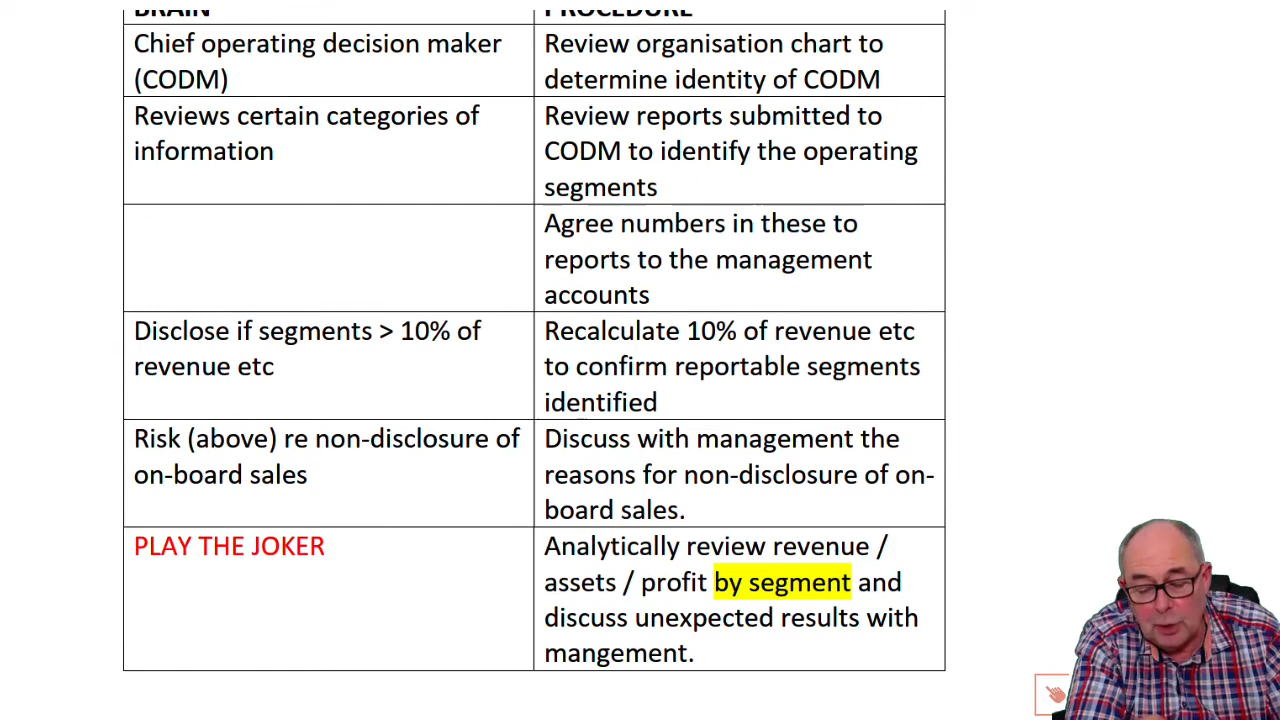 BRAIN
PROCEDURE
Chief operating decision maker
(CODM)
Review organisation chart to
determine identity of CODM
Reviews certain categories of
information
Review reports submitted to
CODM to identify the operating
segments
Agree numbers in these to
reports to the management
accounts
Disclose if segments > 10% of
revenue etc
Recalculate 10% of revenue etc
to confirm reportable segments
identified
Risk (above) re non-disclosure of
on-board sales
Discuss with management the
reasons for non-disclosure of on-
board sales.
PLAY THE JOKER
Analytically review revenue /
assets / profit by segment and
discuss unexpected results with
mangement.